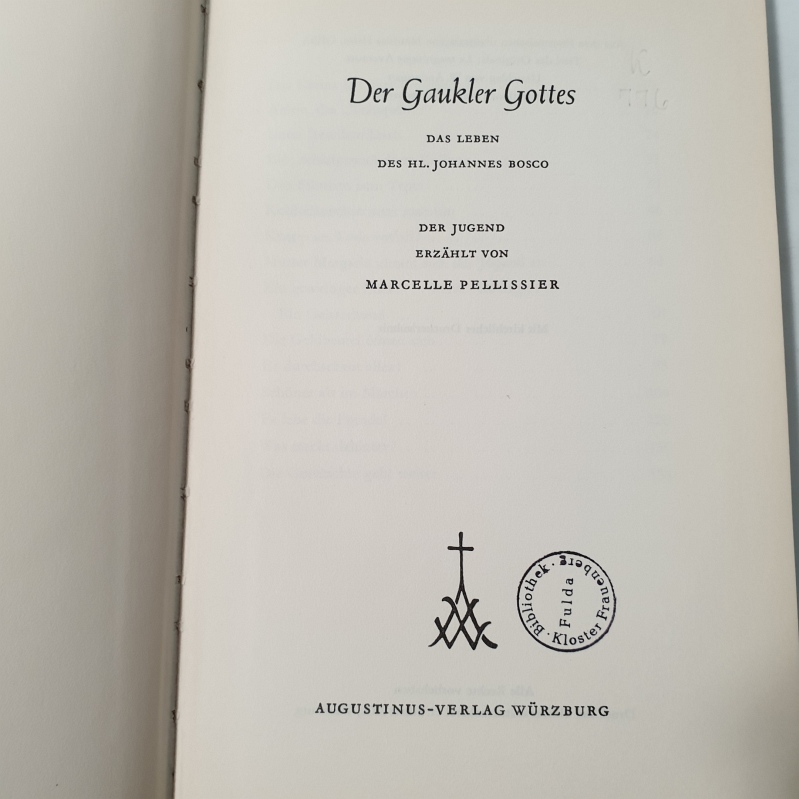 Der Gaukler Gottes
DAS LEBEN
DES HL. JOHANNES BOSCO
DER JUGEND
ERZÄHLT VON
MARCELLE PELLISSIER
Bibliothek · Kloster Frauenberg ·
Fulda
AUGUSTINUS-VERLAG WÜRZBURG